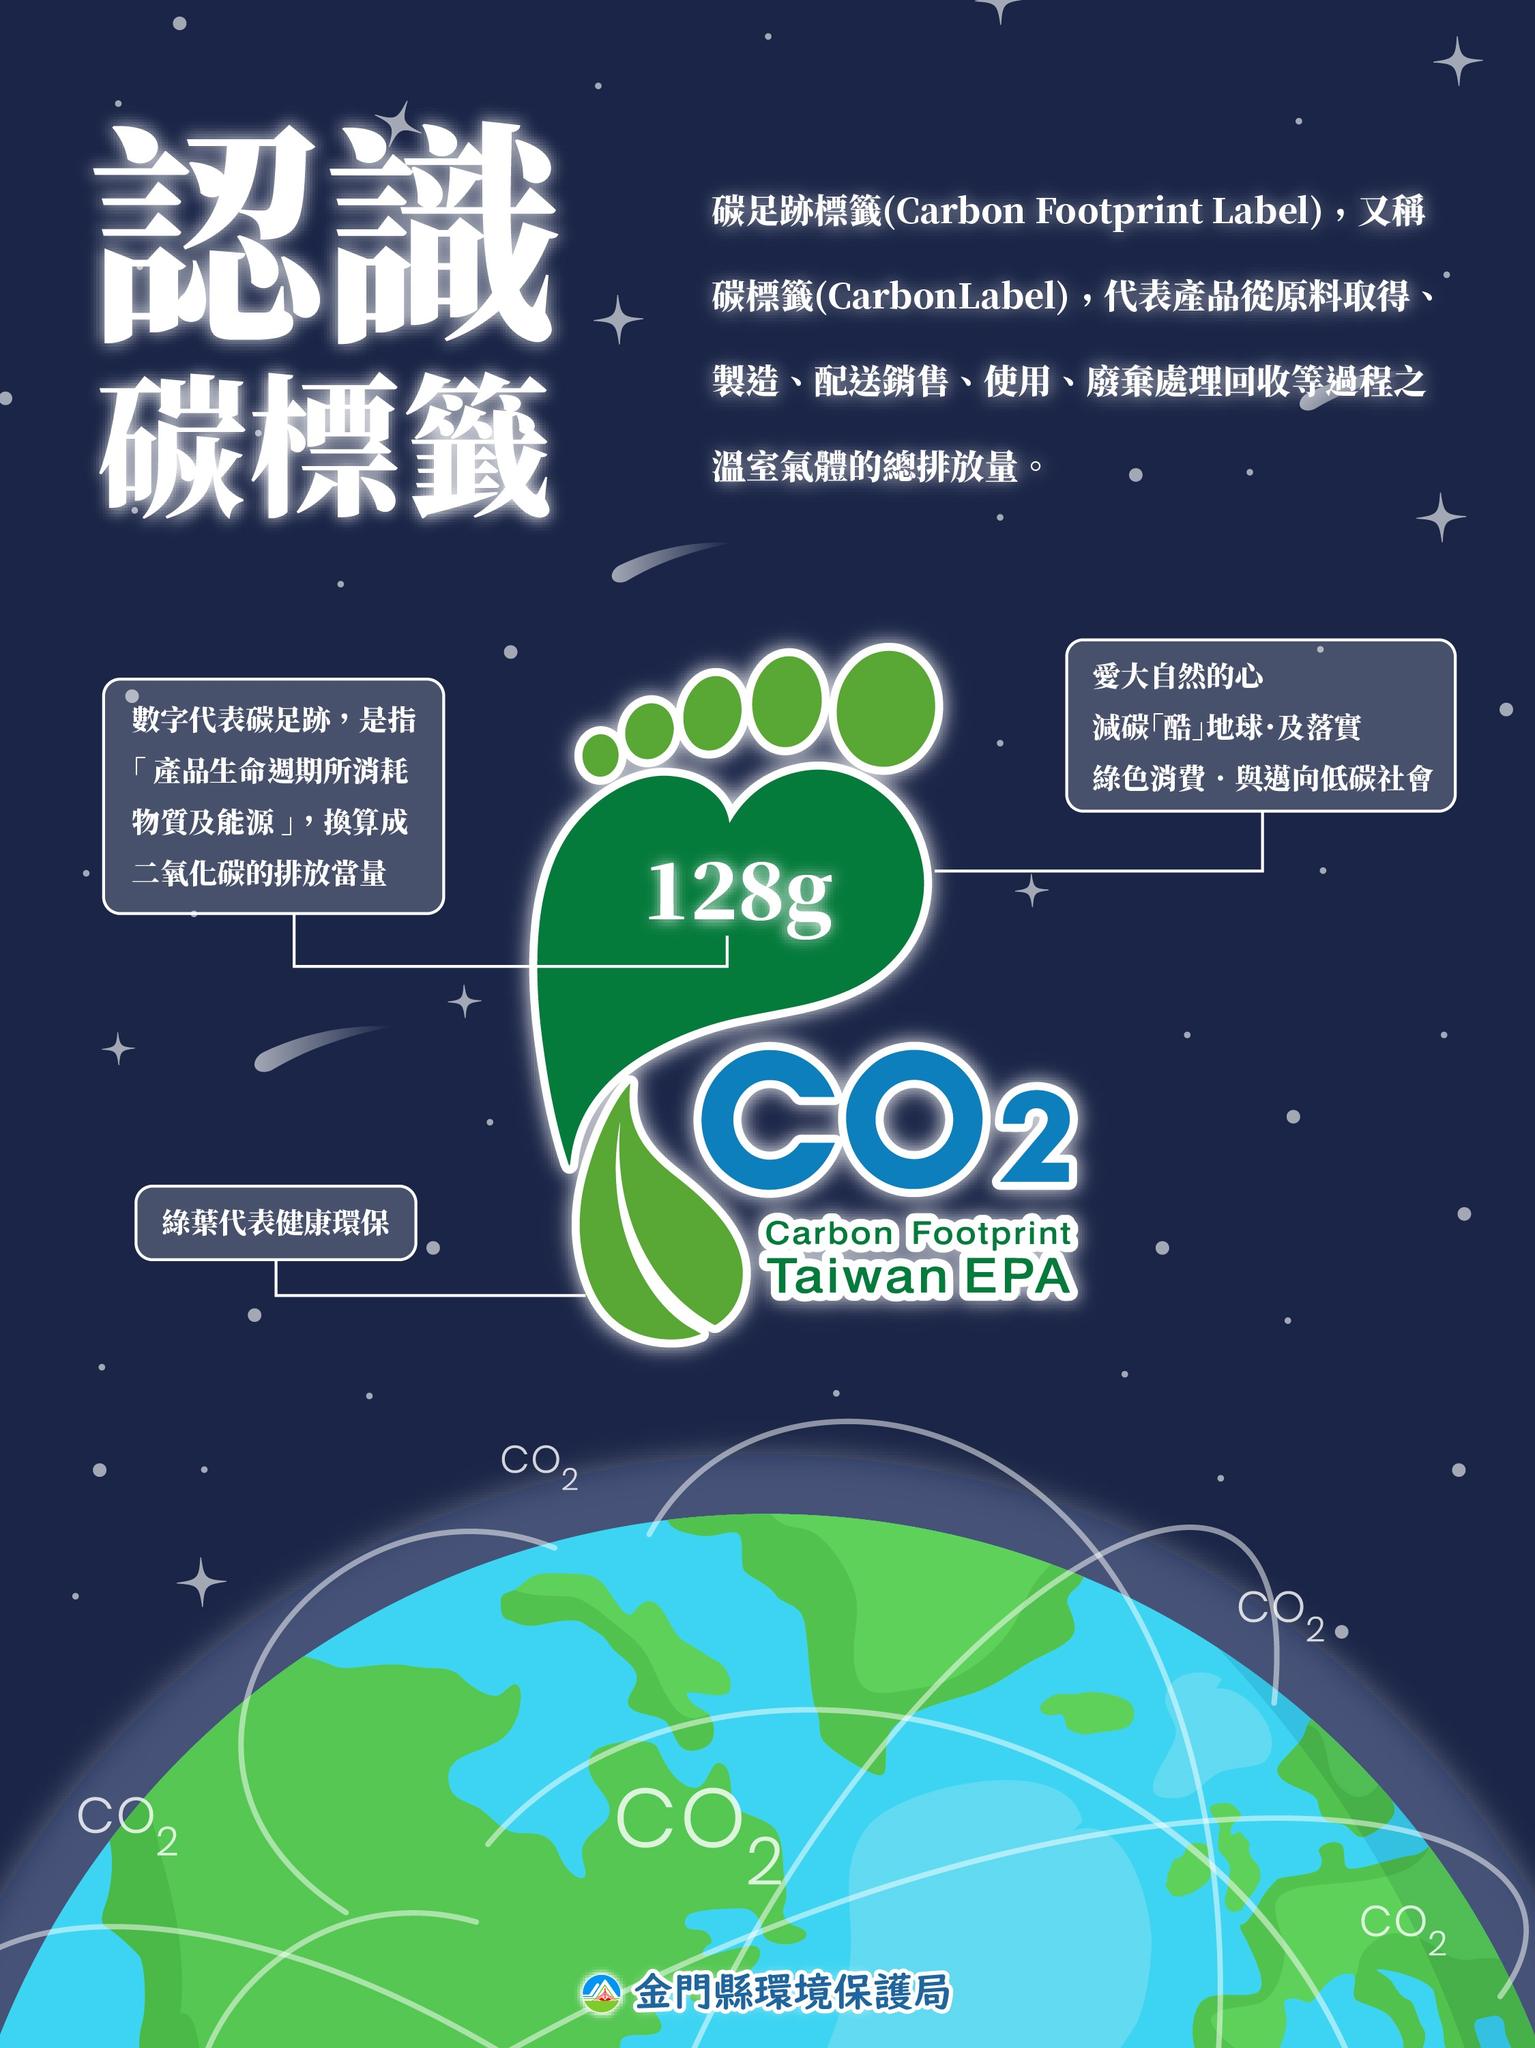 認識
碳標籤
碳足跡標籤(Carbon Footprint Label)，又稱
碳標籤(CarbonLabel)，代表產品從原料取得、
製造、配送銷售、使用、廢棄處理回收等過程之
溫室氣體的總排放量。
數字代表碳足跡，是指
「產品生命週期所消耗
物質及能源」，換算成
二氧化碳的排放當量
愛大自然的心
減碳「酷」地球·及落實
綠色消費·與邁向低碳社會
128g
CO2
Carbon Footprint
Taiwan EPA
綠葉代表健康環保
CO2
CO2
CO2
CO2
CO2
金門縣環境保護局